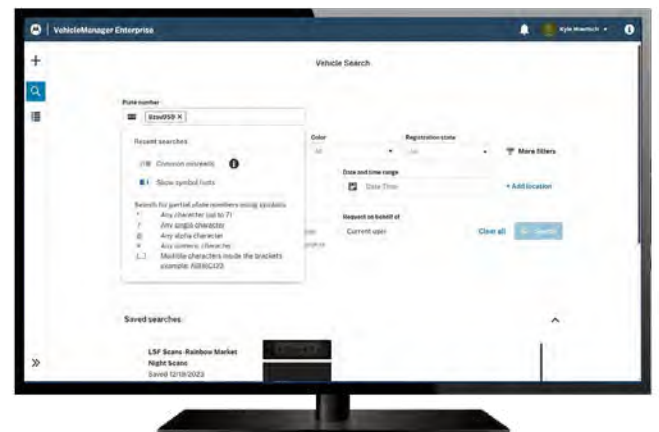 VehicleManager Enterprise
Vehicle Search
Plate number
Recent searches
Common misreads
Show symbol hints
Search for partial plate numbers using symbols
* Any character (up to 7)
? Any single character
@ Any alpha character
# Any numeric character
[...] Multiple characters inside the brackets
Color
All
Registration state
More filters
Date and time range
Date Time
+ Add location
Request on behalf of
Current user
Clear all
Saved searches
LSF Scans-Rainbow Market
Night Scans
Saved 12/19/2023